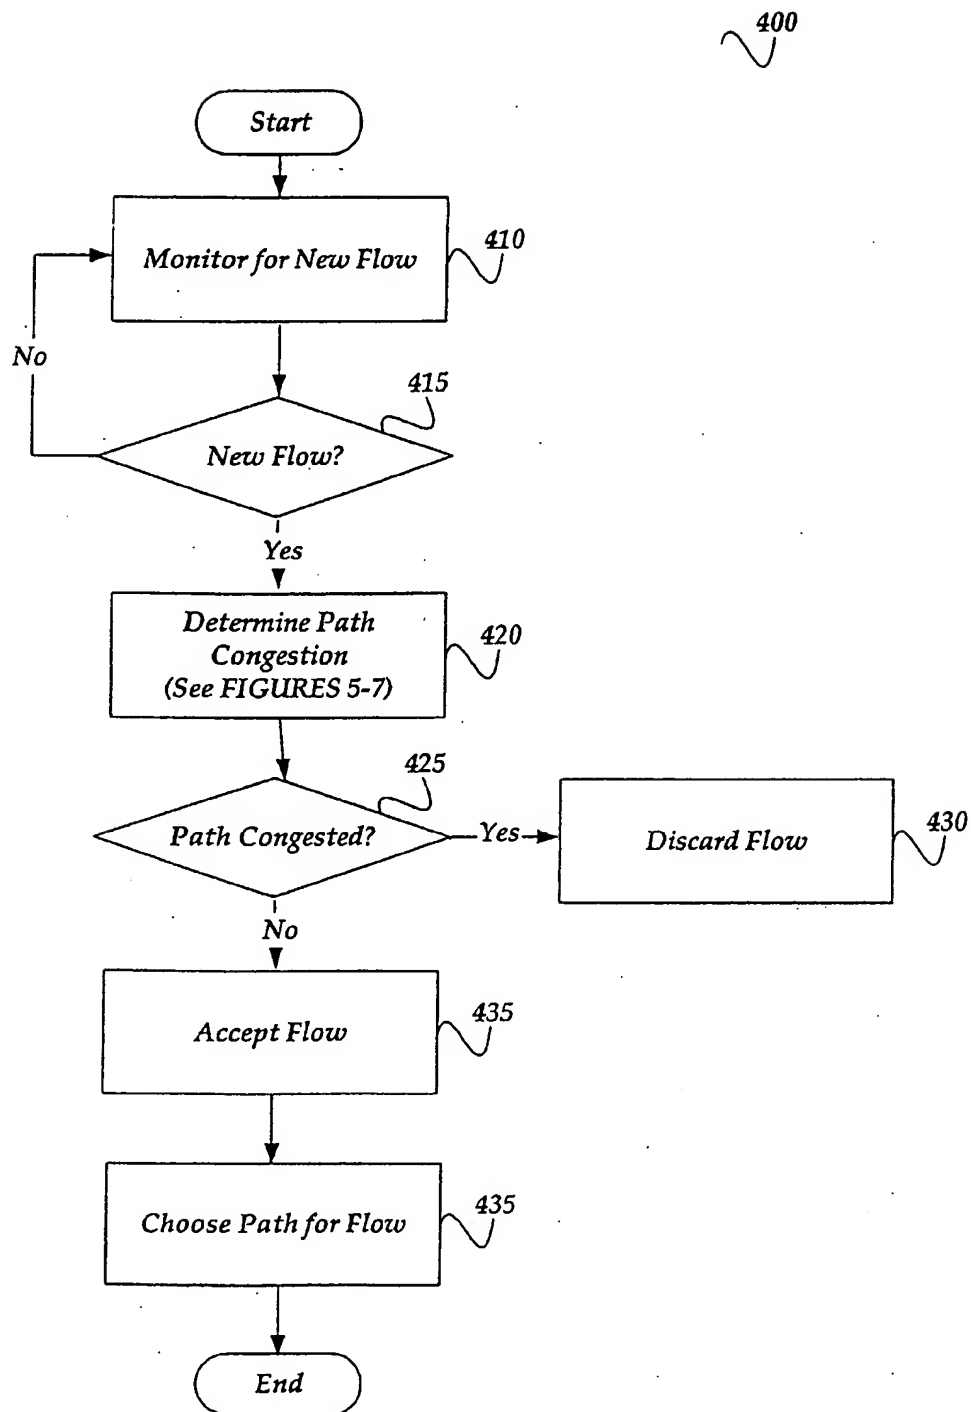 400
Start
Monitor for New Flow
410
No
415
New Flow?
Yes
Determine Path
Congestion
(See FIGURES 5-7)
420
425
Path Congested?
Yes
Discard Flow
430
No
Accept Flow
435
Choose Path for Flow
435
End